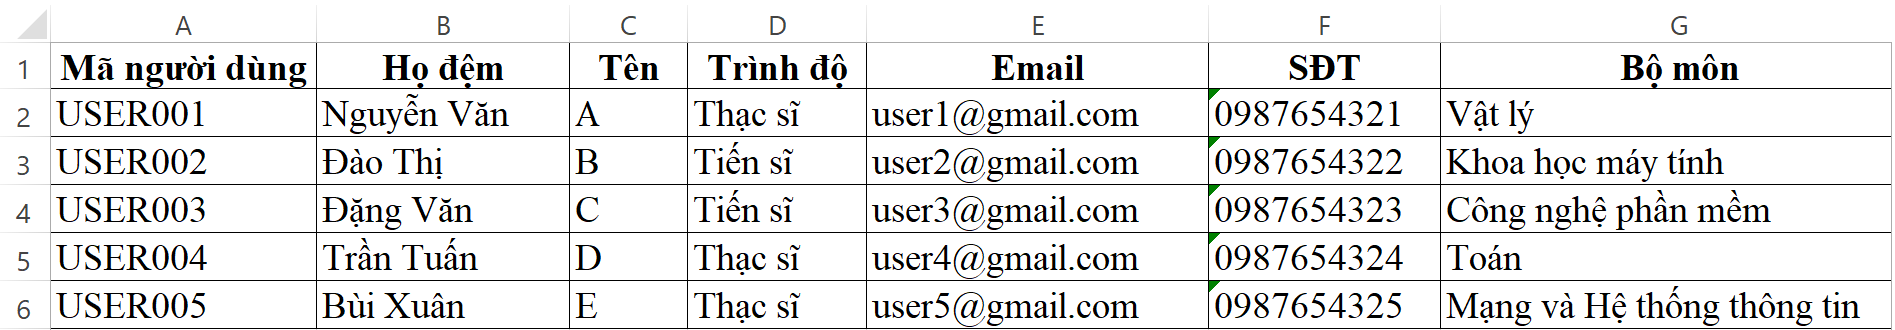 A B C D E F G
1 Mã người dùng Họ đệm Tên Trình độ Email SĐT Bộ môn
2 USER001 Nguyễn Văn A Thạc sĩ user1@gmail.com 0987654321 Vật lý
3 USER002 Đào Thị B Tiến sĩ user2@gmail.com 0987654322 Khoa học máy tính
4 USER003 Đặng Văn C Tiến sĩ user3@gmail.com 0987654323 Công nghệ phần mềm
5 USER004 Trần Tuấn D Thạc sĩ user4@gmail.com 0987654324 Toán
6 USER005 Bùi Xuân E Thạc sĩ user5@gmail.com 0987654325 Mạng và Hệ thống thông tin